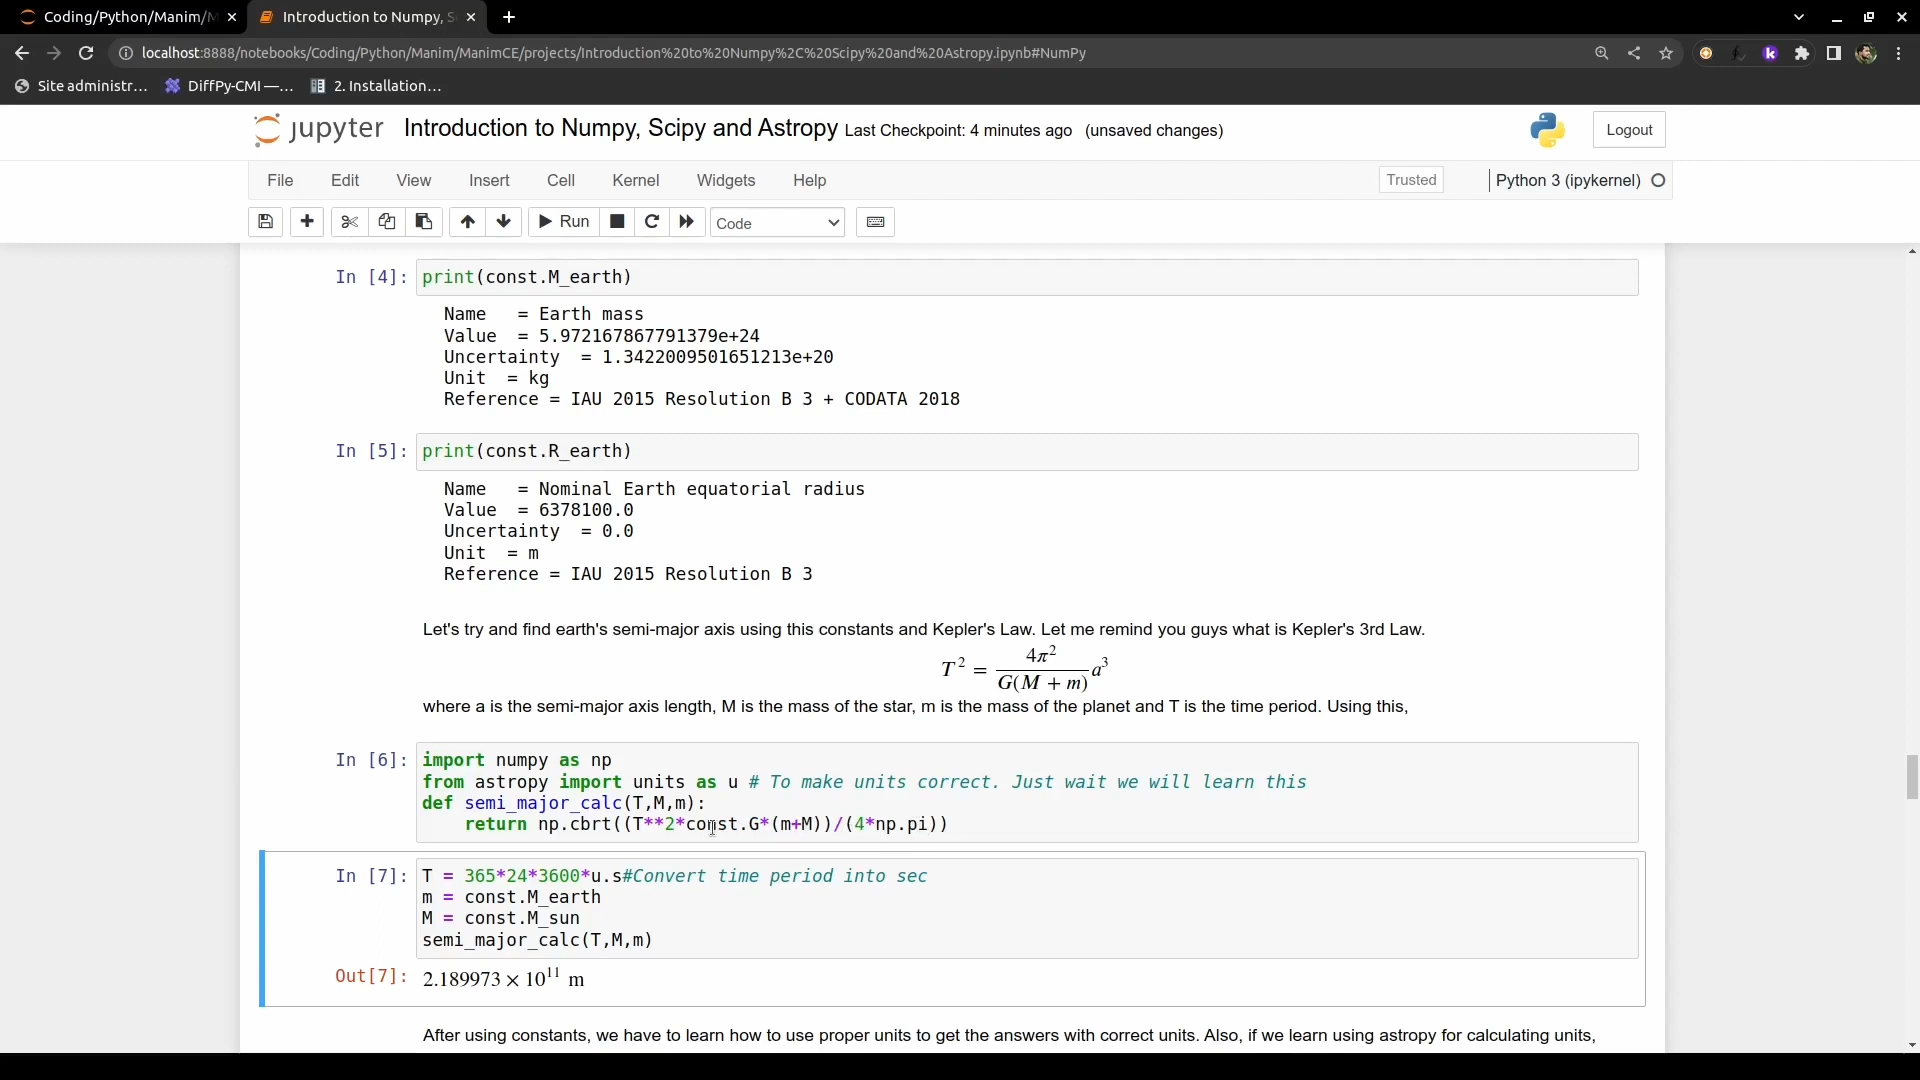 Coding/Python/Manim/M
Introduction to Numpy, S
localhost:8888/notebooks/Coding/Python/Manim/ManimCE/projects/Introduction%20to%20Numpy%2C%20Scipy%20and%20Astropy.ipynb#NumPy
Site administr... DiffPy-CMI —... 2. Installation...
jupyter Introduction to Numpy, Scipy and Astropy Last Checkpoint: 4 minutes ago (unsaved changes)
Logout
File Edit View Insert Cell Kernel Widgets Help Trusted Python 3 (ipykernel)
Run Code
In [4]: print(const.M_earth)
Name   = Earth mass
Value  = 5.972167867791379e+24
Uncertainty  = 1.3422009501651213e+20
Unit  = kg
Reference = IAU 2015 Resolution B 3 + CODATA 2018
In [5]: print(const.R_earth)
Name   = Nominal Earth equatorial radius
Value  = 6378100.0
Uncertainty  = 0.0
Unit  = m
Reference = IAU 2015 Resolution B 3
Let's try and find earth's semi-major axis using this constants and Kepler's Law. Let me remind you guys what is Kepler's 3rd Law.
T² = 4π² / G(M + m) a³
where a is the semi-major axis length, M is the mass of the star, m is the mass of the planet and T is the time period. Using this,
In [6]: import numpy as np
from astropy import units as u # To make units correct. Just wait we will learn this
def semi_major_calc(T,M,m):
    return np.cbrt((T**2*const.G*(m+M))/(4*np.pi))
In [7]: T = 365*24*3600*u.s#Convert time period into sec
m = const.M_earth
M = const.M_sun
semi_major_calc(T,M,m)
Out[7]: 2.189973 × 10¹¹ m
After using constants, we have to learn how to use proper units to get the answers with correct units. Also, if we learn using astropy for calculating units,